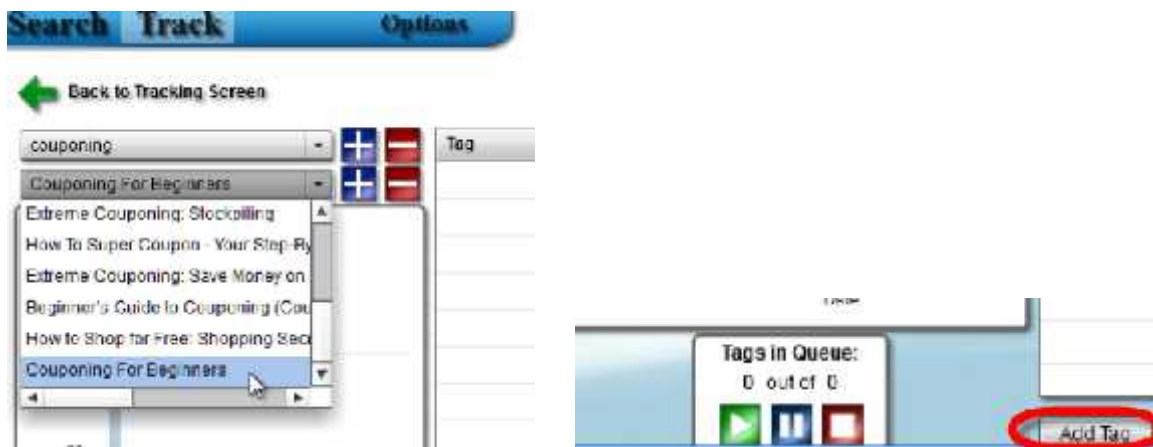 Search Track Options
Back to Tracking Screen
couponing
Tag
Couponing For Beginners
Extreme Couponing: Stockpiling
How To Super Coupon - Your Step-By
Extreme Couponing: Save Money on
Beginner's Guide to Couponing (Cou
How to Shop for Free: Shopping Secr
Couponing For Beginners
Tags in Queue:
0 out of 0
Add Tag